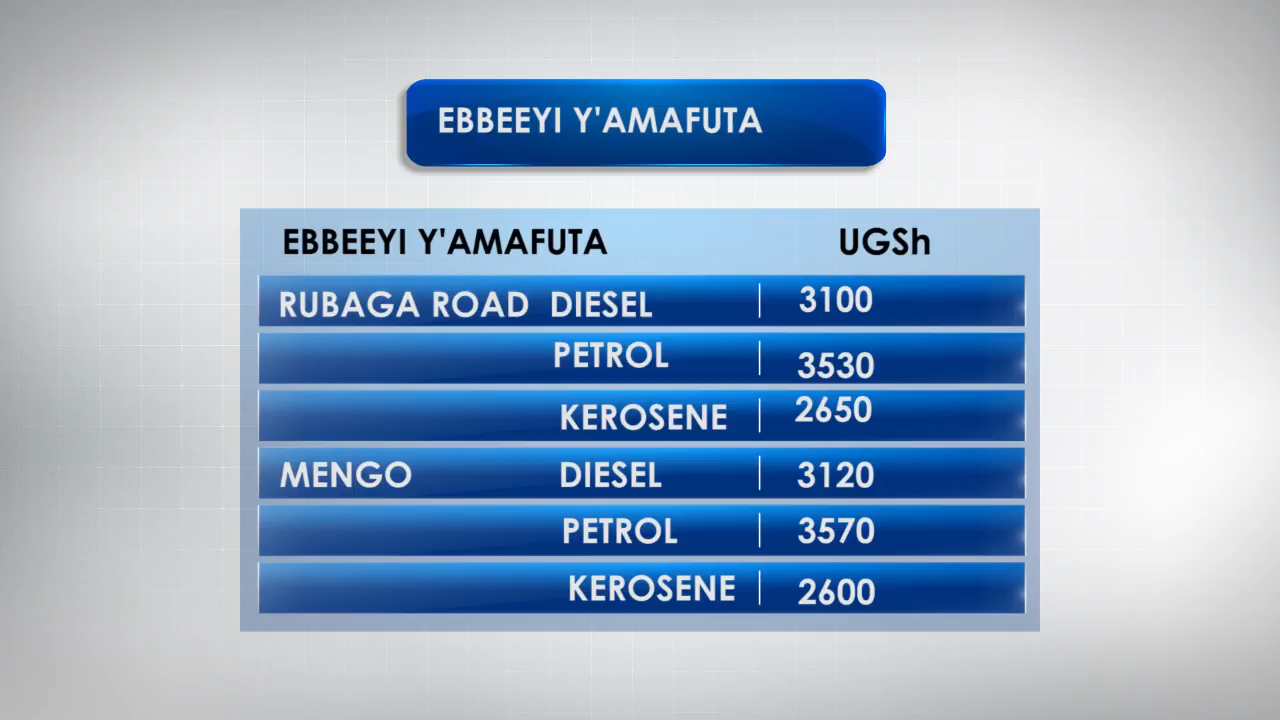 EBBEEYI Y'AMAFUTA
EBBEEYI Y'AMAFUTA UGSh
RUBAGA ROAD DIESEL 3100
PETROL 3530
KEROSENE 2650
MENGO DIESEL 3120
PETROL 3570
KEROSENE 2600